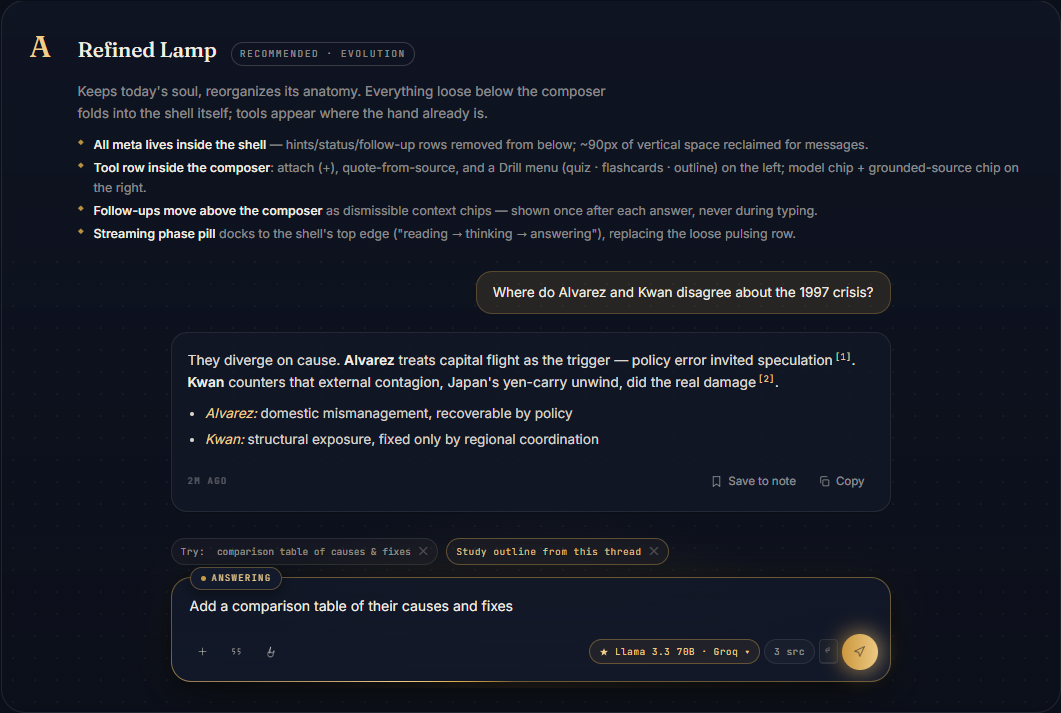 A
Refined Lamp
RECOMMENDED · EVOLUTION
Keeps today's soul, reorganizes its anatomy. Everything loose below the composer
folds into the shell itself; tools appear where the hand already is.
All meta lives inside the shell — hints/status/follow-up rows removed from below; ~90px of vertical space reclaimed for messages.
Tool row inside the composer: attach (+), quote-from-source, and a Drill menu (quiz · flashcards · outline) on the left; model chip + grounded-source chip on
the right.
Follow-ups move above the composer as dismissible context chips — shown once after each answer, never during typing.
Streaming phase pill docks to the shell's top edge ("reading → thinking → answering"), replacing the loose pulsing row.
Where do Alvarez and Kwan disagree about the 1997 crisis?
They diverge on cause. Alvarez treats capital flight as the trigger — policy error invited speculation [1].
Kwan counters that external contagion, Japan's yen-carry unwind, did the real damage [2].
• Alvarez: domestic mismanagement, recoverable by policy
• Kwan: structural exposure, fixed only by regional coordination
2M AGO
Save to note
Copy
Try: comparison table of causes & fixes
Study outline from this thread
ANSWERING
Add a comparison table of their causes and fixes
★ Llama 3.3 70B · Groq ▾
3 src